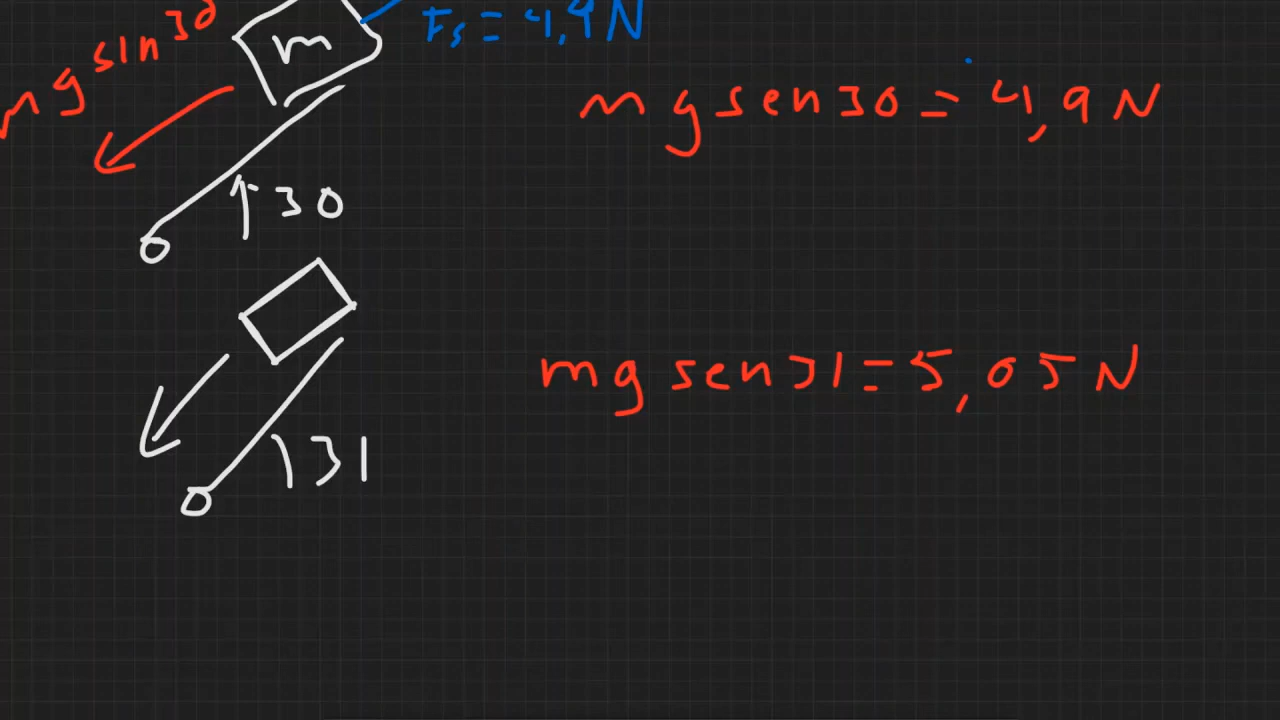 mg sin 30
m
Fs = 4,9 N
mg sen 30 = 4,9 N
30
mg sen 31 = 5,05 N
31